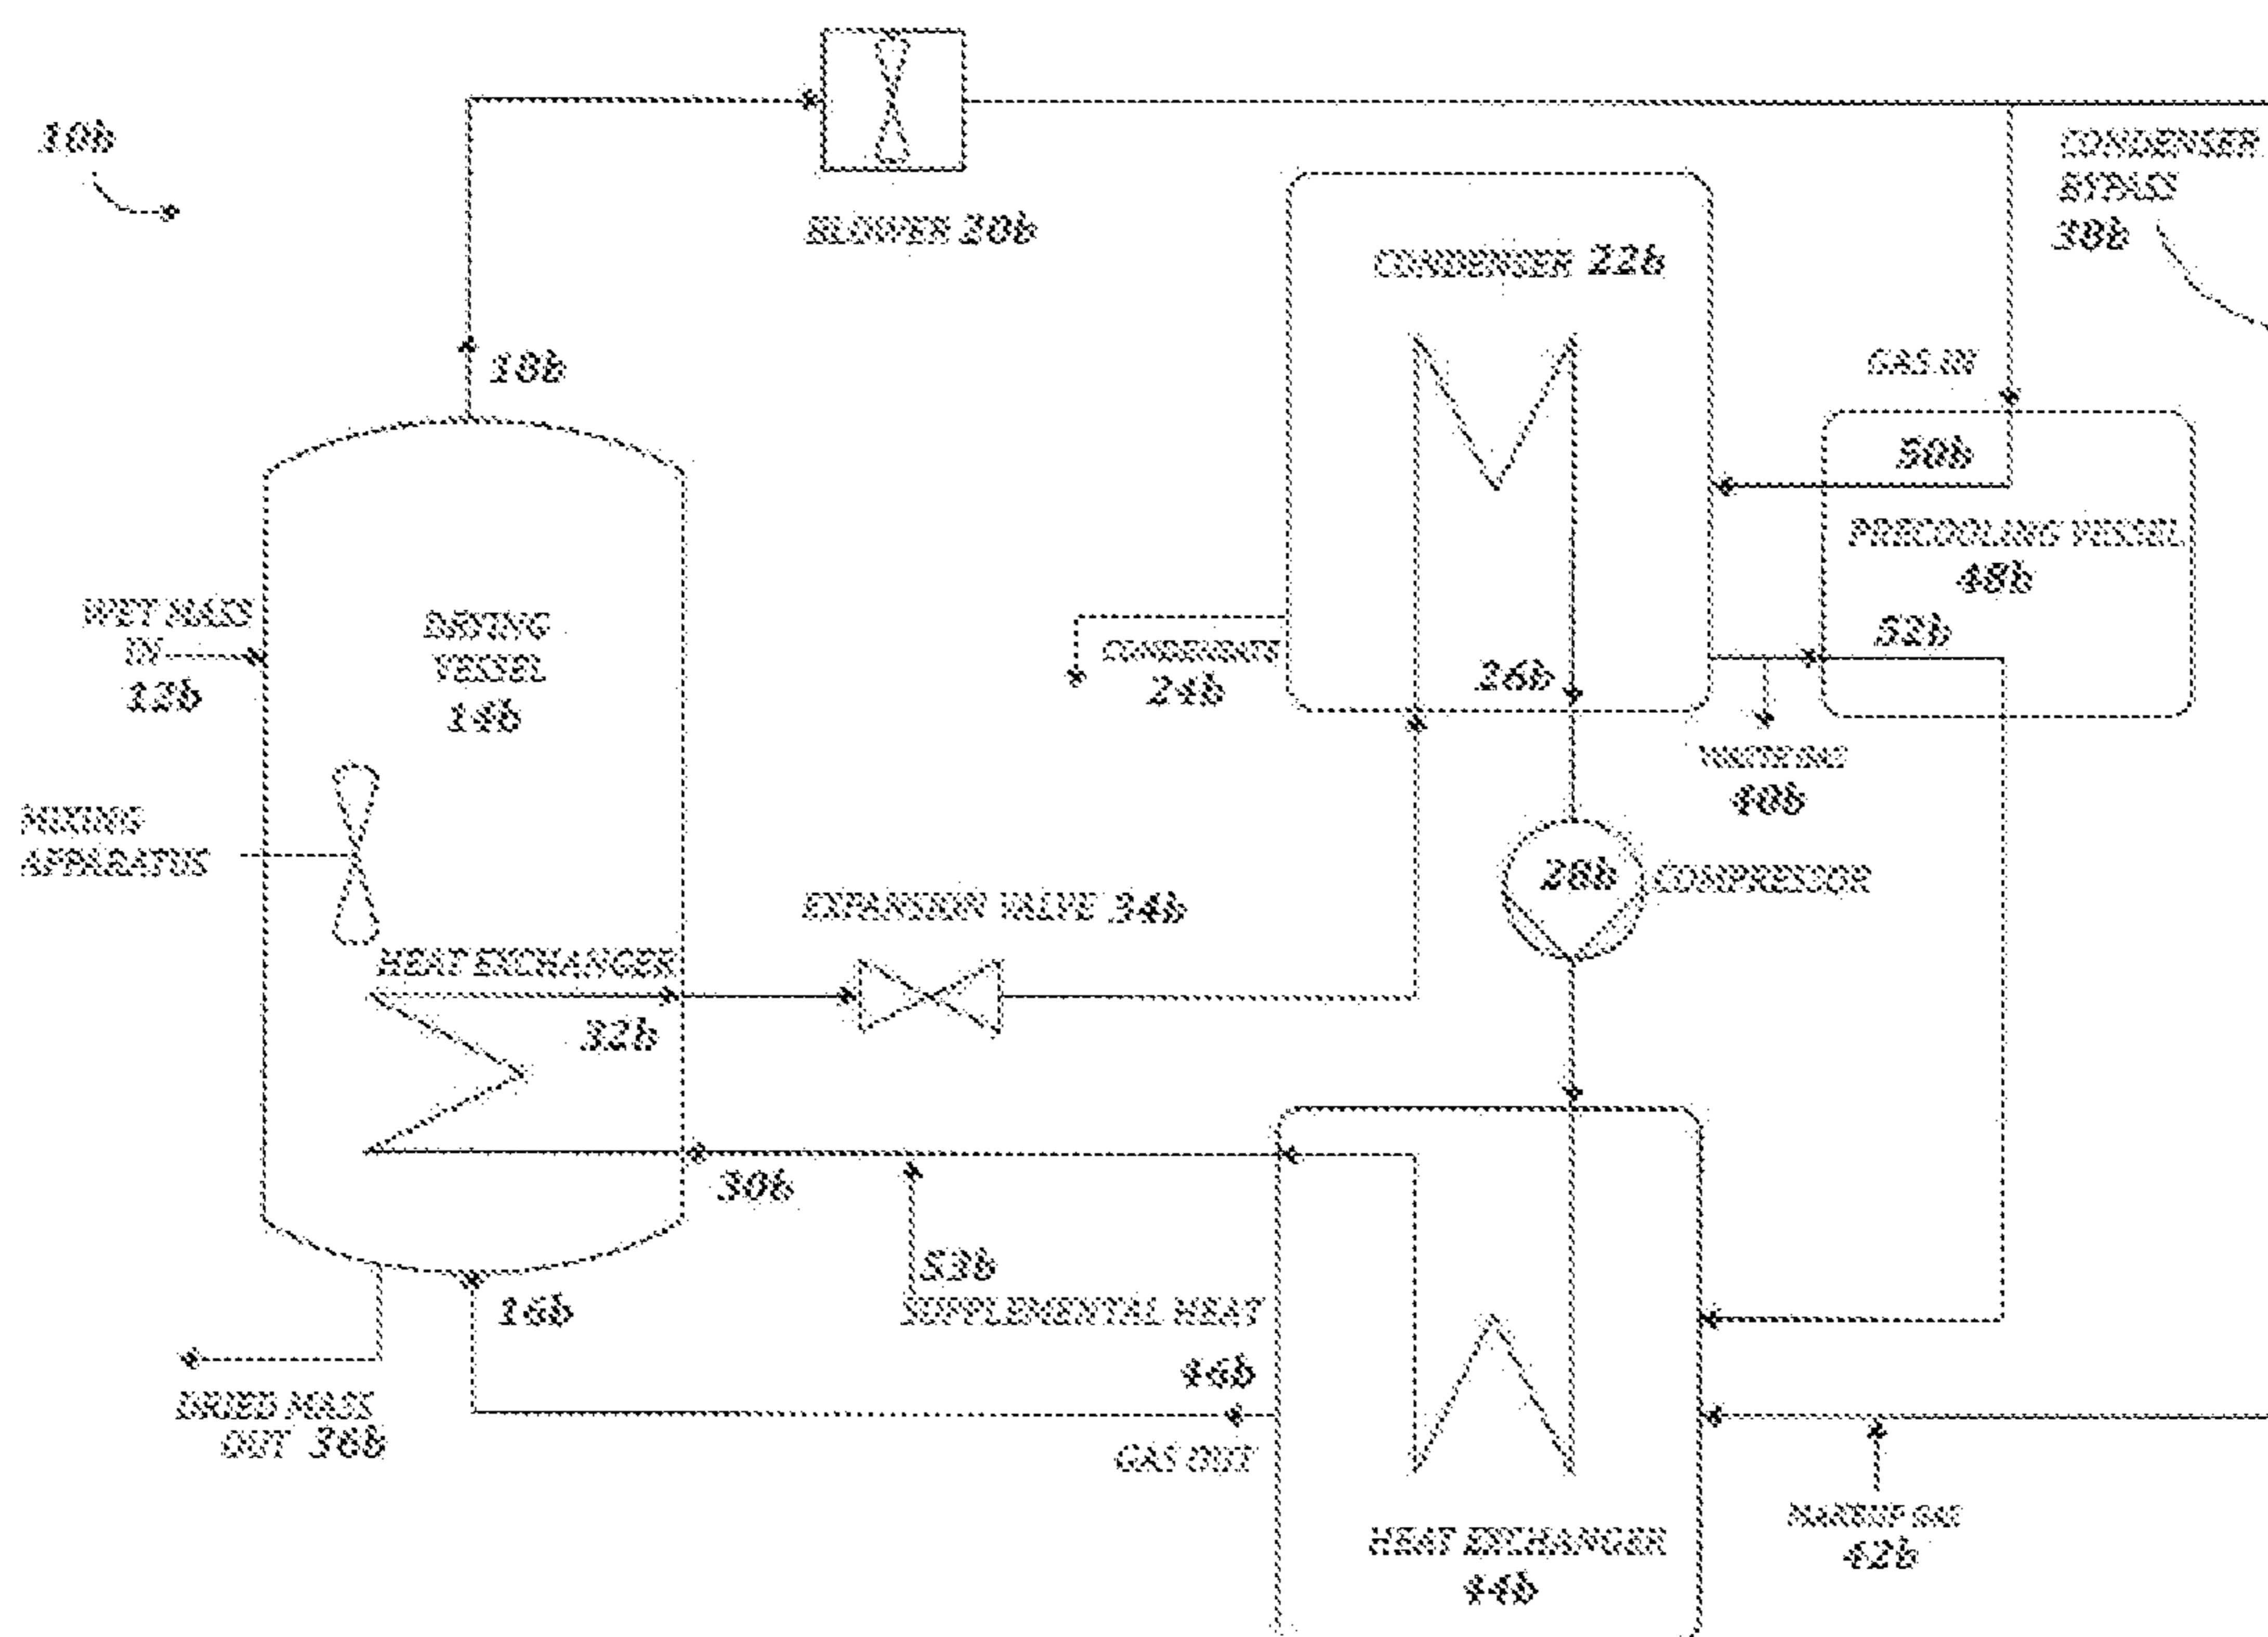 10b
BLOWER 20b
CONDENSER
BYPASS
38b
CONDENSER 22b
18b
GAS IN
50b
PRECOOLING VESSEL
48b
WET MASS
IN
12b
DRYING
VESSEL
14b
CONDENSATE
24b
26b
52b
40b
MIXING
APPARATUS
28b COMPRESSOR
EXPANSION VALVE 34b
HEAT EXCHANGER
32b
30b
53b
SUPPLEMENTAL HEAT
16b
46b
DRIED MASS
OUT 36b
GAS OUT
MAKEUP GAS
42b
HEAT EXCHANGER
44b